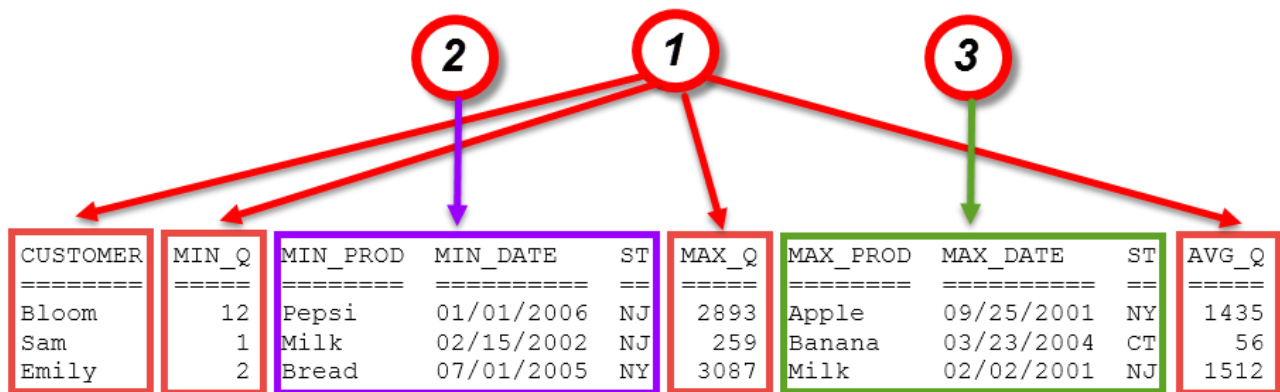 2 1 3
CUSTOMER MIN_Q MIN_PROD MIN_DATE ST MAX_Q MAX_PROD MAX_DATE ST AVG_Q
======== ===== ======== ========== == ===== ======== ========== == =====
Bloom 12 Pepsi 01/01/2006 NJ 2893 Apple 09/25/2001 NY 1435
Sam 1 Milk 02/15/2002 NJ 259 Banana 03/23/2004 CT 56
Emily 2 Bread 07/01/2005 NY 3087 Milk 02/02/2001 NJ 1512